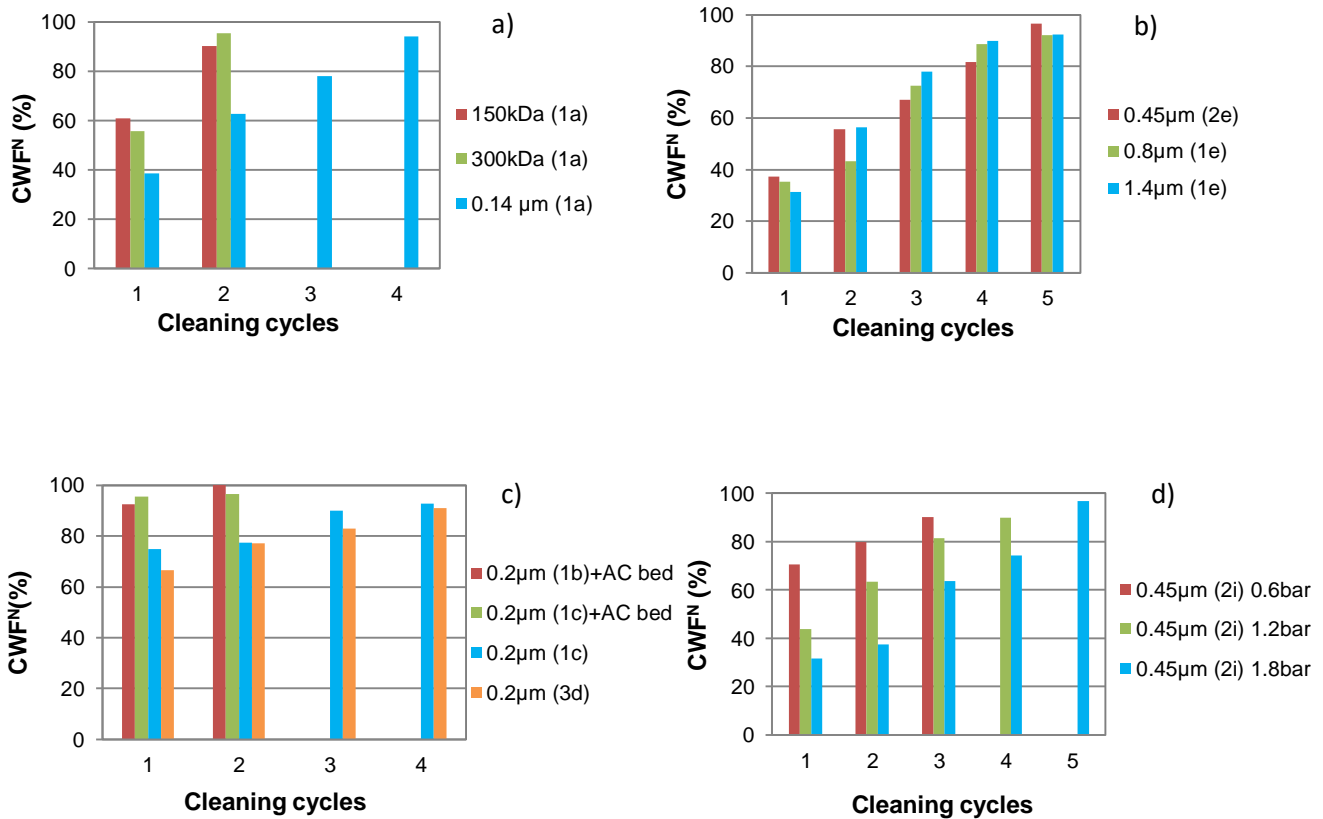 a)
CWFᴺ (%)
100
80
60
40
20
0
1 2 3 4
Cleaning cycles
150kDa (1a)
300kDa (1a)
0.14 µm (1a)
b)
CWFᴺ (%)
100
80
60
40
20
0
1 2 3 4 5
Cleaning cycles
0.45µm (2e)
0.8µm (1e)
1.4µm (1e)
c)
CWFᴺ(%)
100
80
60
40
20
0
1 2 3 4
Cleaning cycles
0.2µm (1b)+AC bed
0.2µm (1c)+AC bed
0.2µm (1c)
0.2µm (3d)
d)
CWFᴺ (%)
100
80
60
40
20
0
1 2 3 4 5
Cleaning cycles
0.45µm (2i) 0.6bar
0.45µm (2i) 1.2bar
0.45µm (2i) 1.8bar